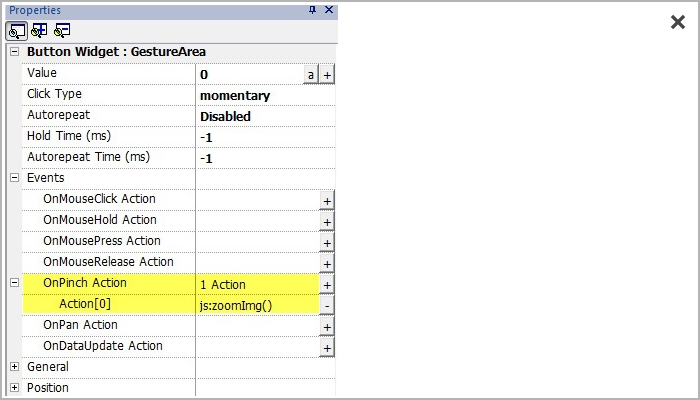 Properties
Button Widget : GestureArea
Value 0 a +
Click Type momentary
Autorepeat Disabled
Hold Time (ms) -1
Autorepeat Time (ms) -1
Events
OnMouseClick Action +
OnMouseHold Action +
OnMousePress Action +
OnMouseRelease Action +
OnPinch Action 1 Action +
Action[0] js:zoomImg() -
OnPan Action +
OnDataUpdate Action +
General
Position